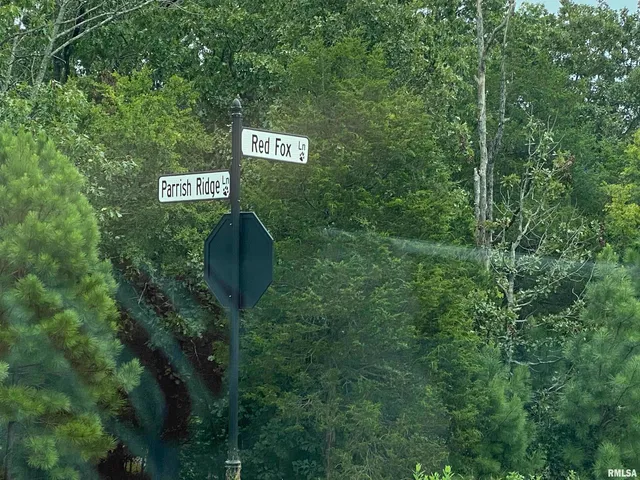 Red Fox Ln
Parrish Ridge Ln
RMLSA